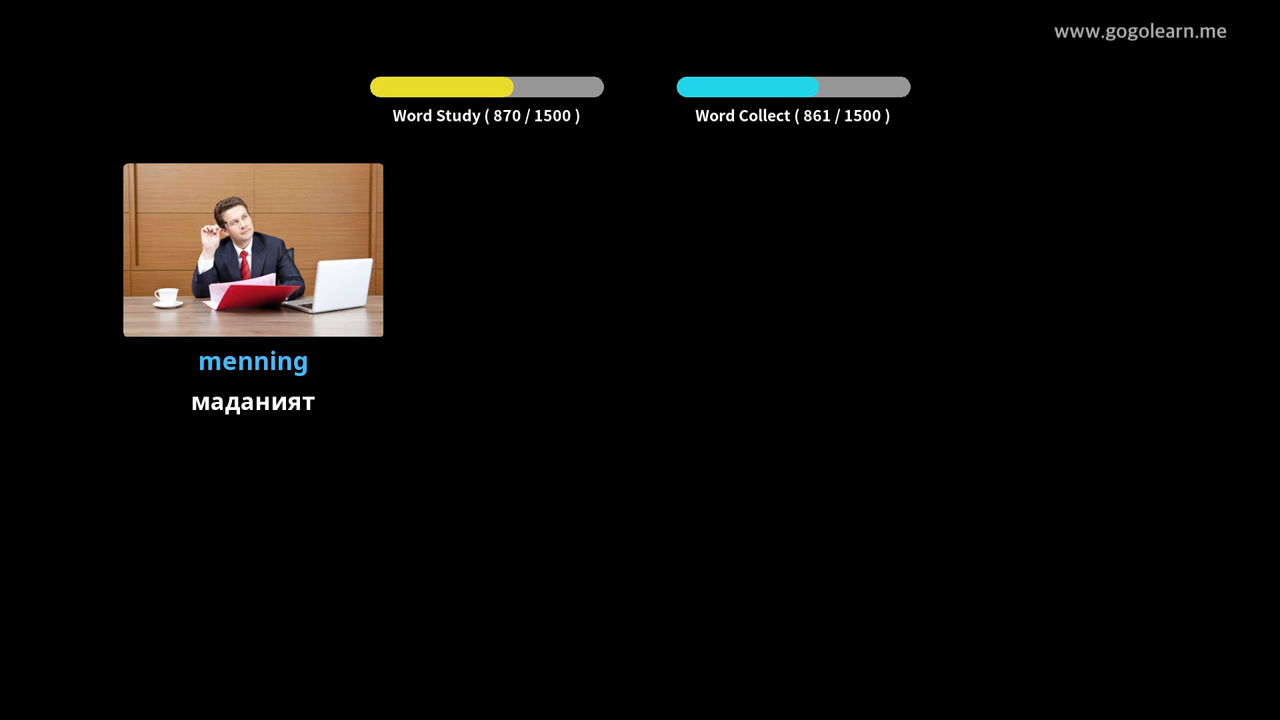 www.gogolearn.me
Word Study ( 870 / 1500 )
Word Collect ( 861 / 1500 )
menning
маданият